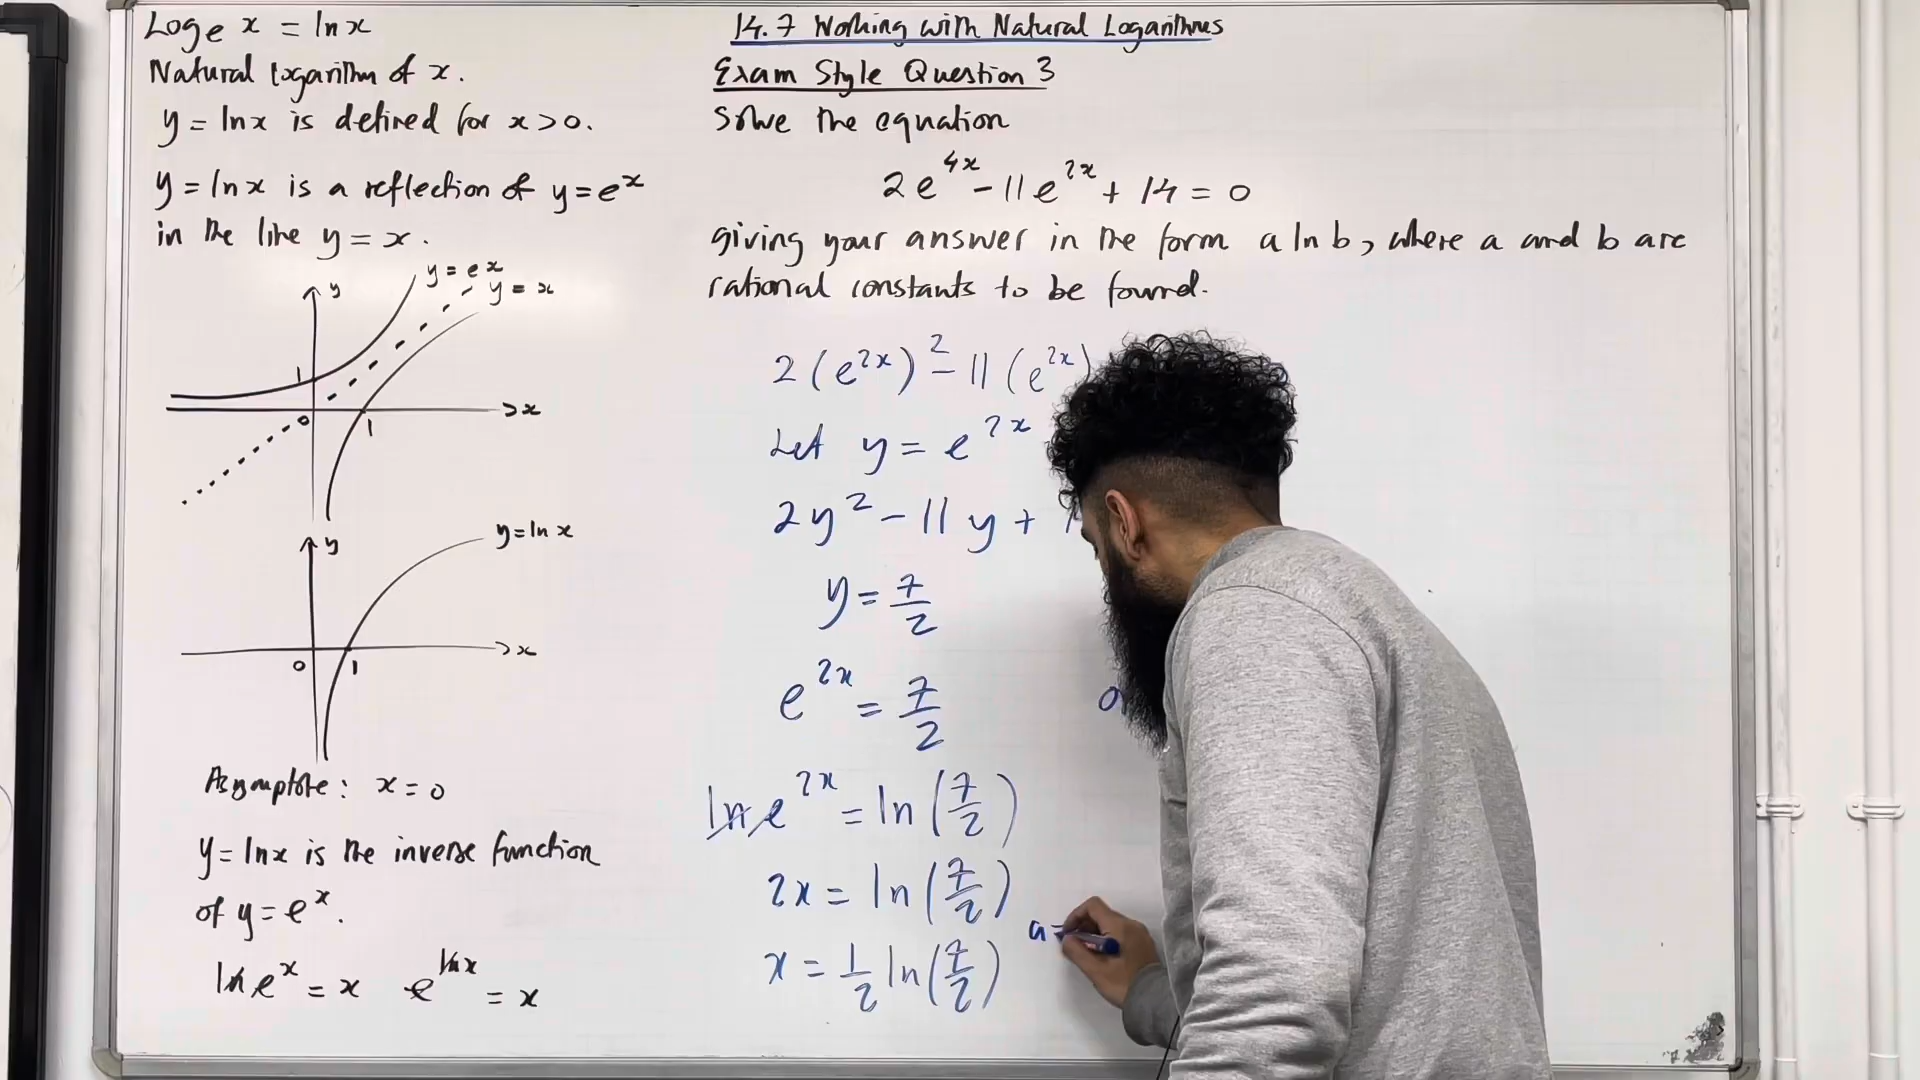 Loge x = ln x
Natural logarithm of x.
y = ln x is defined for x > 0.
y = ln x is a reflection of y = e^x
in the line y = x.
y = e^x
y = x
y
1
0
1
> x
y = ln x
y
0
1
> x
Asymptote: x = 0
y = ln x is the inverse function
of y = e^x.
ln e^x = x    e^ln x = x
14.7 Working with Natural Logarithms
Exam Style Question 3
Solve the equation
2e^4x - 11e^2x + 14 = 0
giving your answer in the form a ln b, where a and b are
rational constants to be found.
2(e^2x)^2 - 11(e^2x)
Let y = e^2x
2y^2 - 11y + 1
y = 7/2
e^2x = 7/2
ln e^2x = ln(7/2)
2x = ln(7/2)
x = 1/2 ln(7/2)
a =